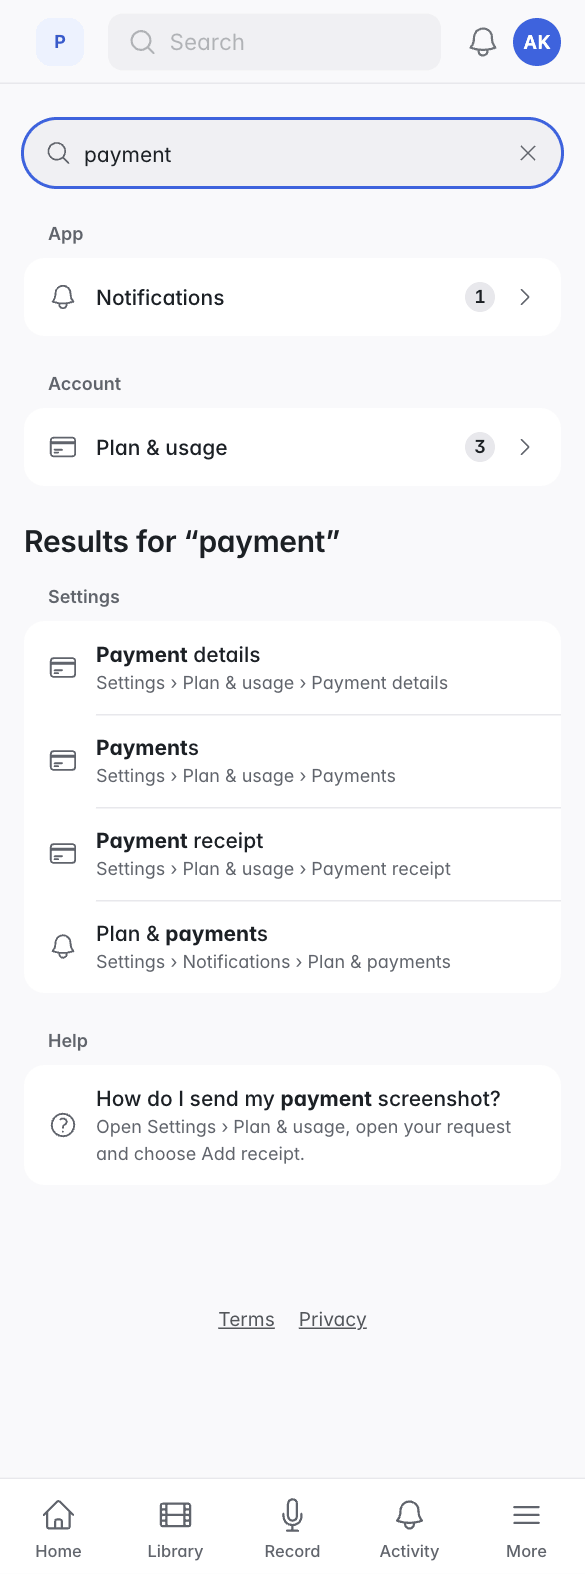 P
Search
AK
payment
App
Notifications
1
Account
Plan & usage
3
Results for “payment”
Settings
Payment details
Settings › Plan & usage › Payment details
Payments
Settings › Plan & usage › Payments
Payment receipt
Settings › Plan & usage › Payment receipt
Plan & payments
Settings › Notifications › Plan & payments
Help
How do I send my payment screenshot?
Open Settings › Plan & usage, open your request
and choose Add receipt.
Terms Privacy
Home Library Record Activity More